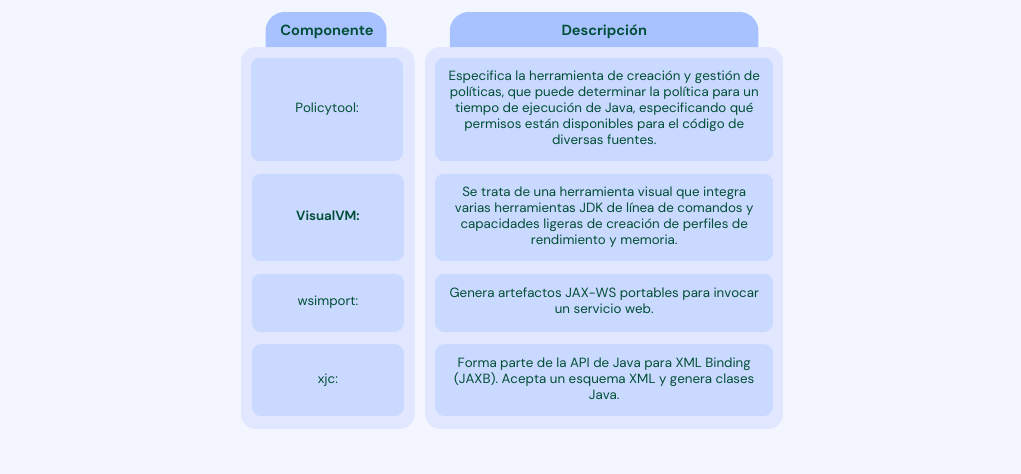 Componente
Descripción
Policytool:
Especifica la herramienta de creación y gestión de
políticas, que puede determinar la política para un
tiempo de ejecución de Java, especificando qué
permisos están disponibles para el código de
diversas fuentes.
VisualVM:
Se trata de una herramienta visual que integra
varias herramientas JDK de línea de comandos y
capacidades ligeras de creación de perfiles de
rendimiento y memoria.
wsimport:
Genera artefactos JAX-WS portables para invocar
un servicio web.
xjc:
Forma parte de la API de Java para XML Binding
(JAXB). Acepta un esquema XML y genera clases
Java.